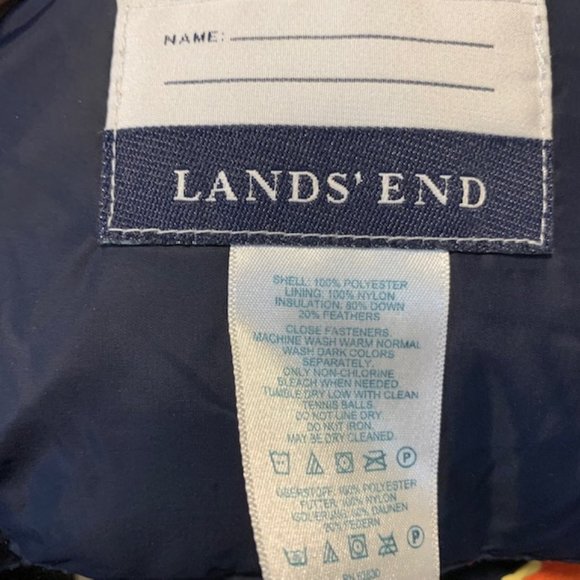 NAME:
LANDS' END
SHELL: 100% POLYESTER
LINING: 100% NYLON
INSULATION: 80% DOWN
20% FEATHERS
CLOSE FASTENERS.
MACHINE WASH WARM NORMAL
WASH DARK COLORS
SEPARATELY.
ONLY NON-CHLORINE
BLEACH WHEN NEEDED
TUMBLE DRY LOW WITH CLEAN
TENNIS BALLS.
DO NOT LINE DRY.
DO NOT IRON.
MAY BE DRY CLEANED.
P
OBERSTOFF: 100% POLYESTER
FUTTER: 100% NYLON
ISOLIERUNG: 80% DAUNEN
20% FEDERN
P